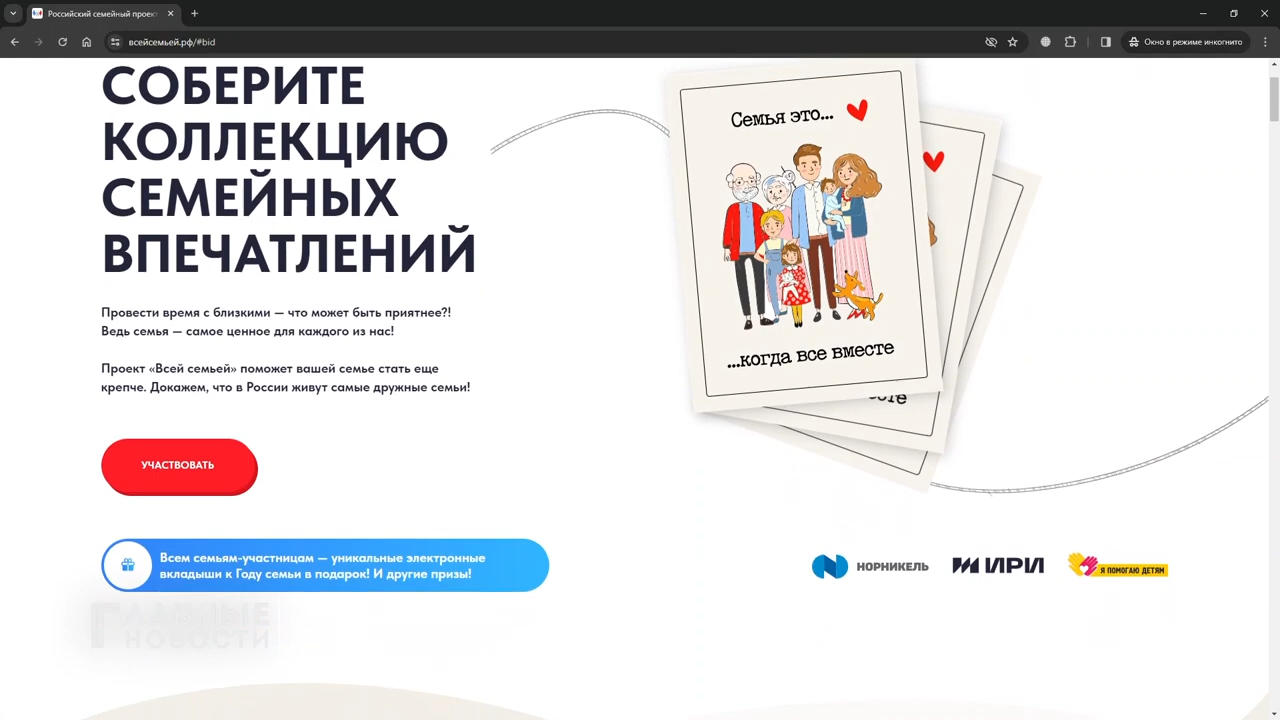 Российский семейный проек
всейсемьей.рф/#bid
Окно в режиме инкогнито
СОБЕРИТЕ
КОЛЛЕКЦИЮ
СЕМЕЙНЫХ
ВПЕЧАТЛЕНИЙ
Провести время с близкими — что может быть приятнее?!
Ведь семья — самое ценное для каждого из нас!
Проект «Всей семьей» поможет вашей семье стать еще
крепче. Докажем, что в России живут самые дружные семьи!
УЧАСТВОВАТЬ
Всем семьям-участницам — уникальные электронные
вкладыши к Году семьи в подарок! И другие призы!
Семья это...
...когда все вместе
НОРНИКЕЛЬ
ИРИ
Я ПОМОГАЮ ДЕТЯМ
ГЛАВНЫЕ
НОВОСТИ